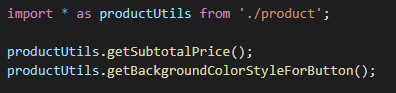 import * as productUtils from './product';
productUtils.getSubtotalPrice();
productUtils.getBackgroundColorStyleForButton();